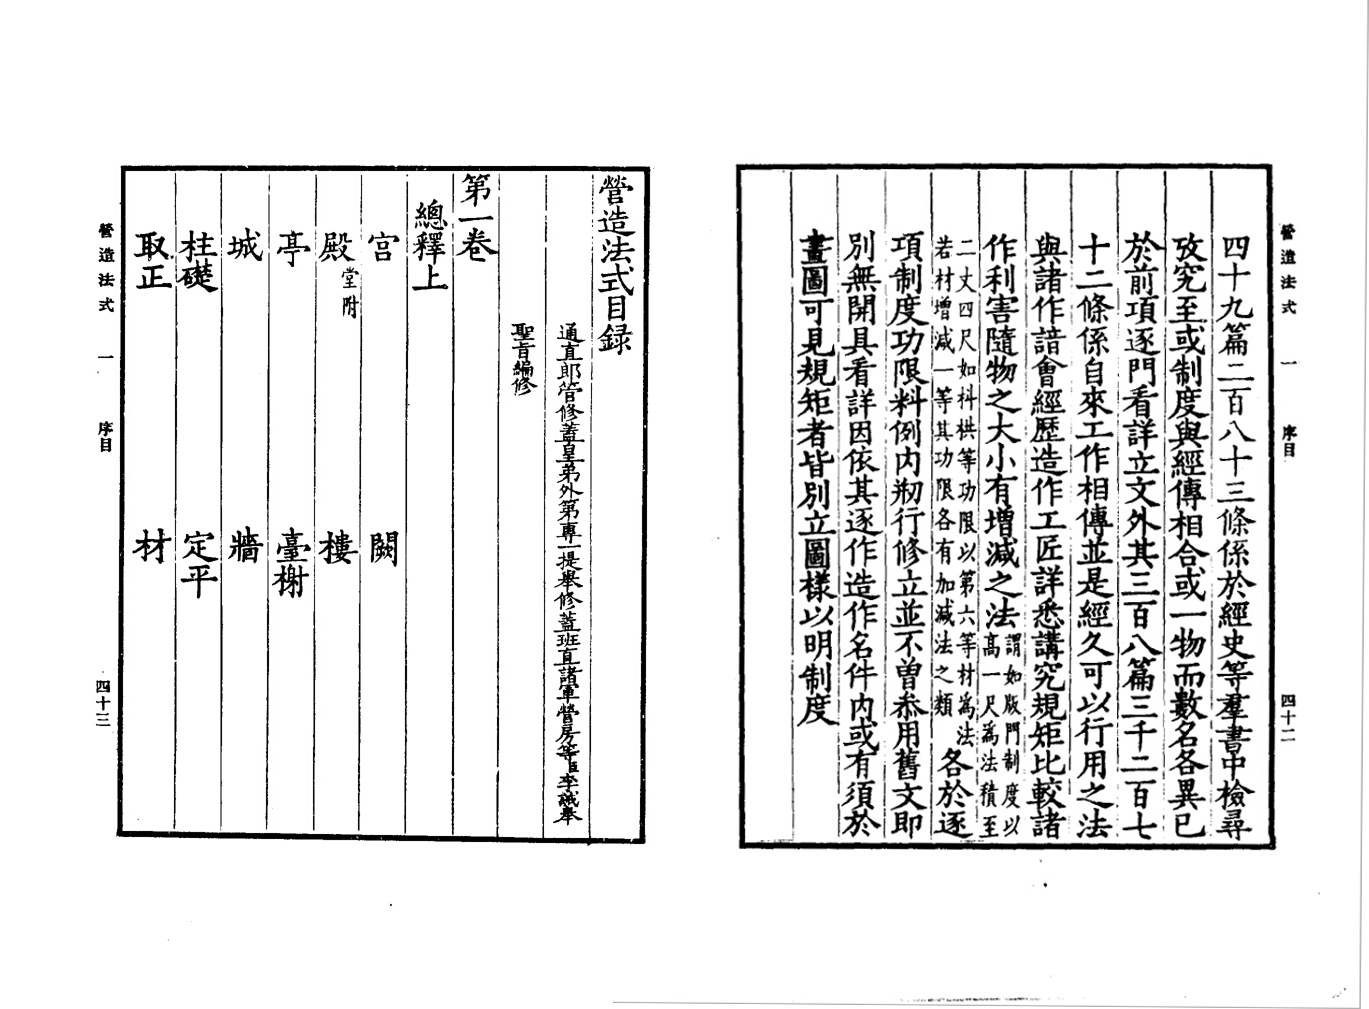 營造法式 一 序目 四十二
四十九篇二百八十三條係於經史等羣書中檢尋
攷究至或制度與經傳相合或一物而數名各異已
於前項逐門看詳立文外其三百八篇三千二百七
十二條係自來工作相傳並是經久可以行用之法
與諸作諳會經歷造作工匠詳悉講究規矩比較諸
作利害隨物之大小有增減之法謂如版門制度以高一尺為法積至
二丈四尺如枓栱等功限以第六等材為法若材增減一等其功限各有加減法之類各於逐
項制度功限料例內剙行修立並不曾叅用舊文即
別無開具看詳因依其逐作造作名件內或有須於
畫圖可見規矩者皆別立圖樣以明制度
營造法式目録
通直郎管修蓋皇弟外第專一提舉修蓋班直諸軍營房等臣李誡奉
聖旨編修
第一卷
總釋上
宮 闕
殿堂附 樓
亭 臺榭
城 牆
柱礎 定平
取正 材
營造法式 一 序目 四十三